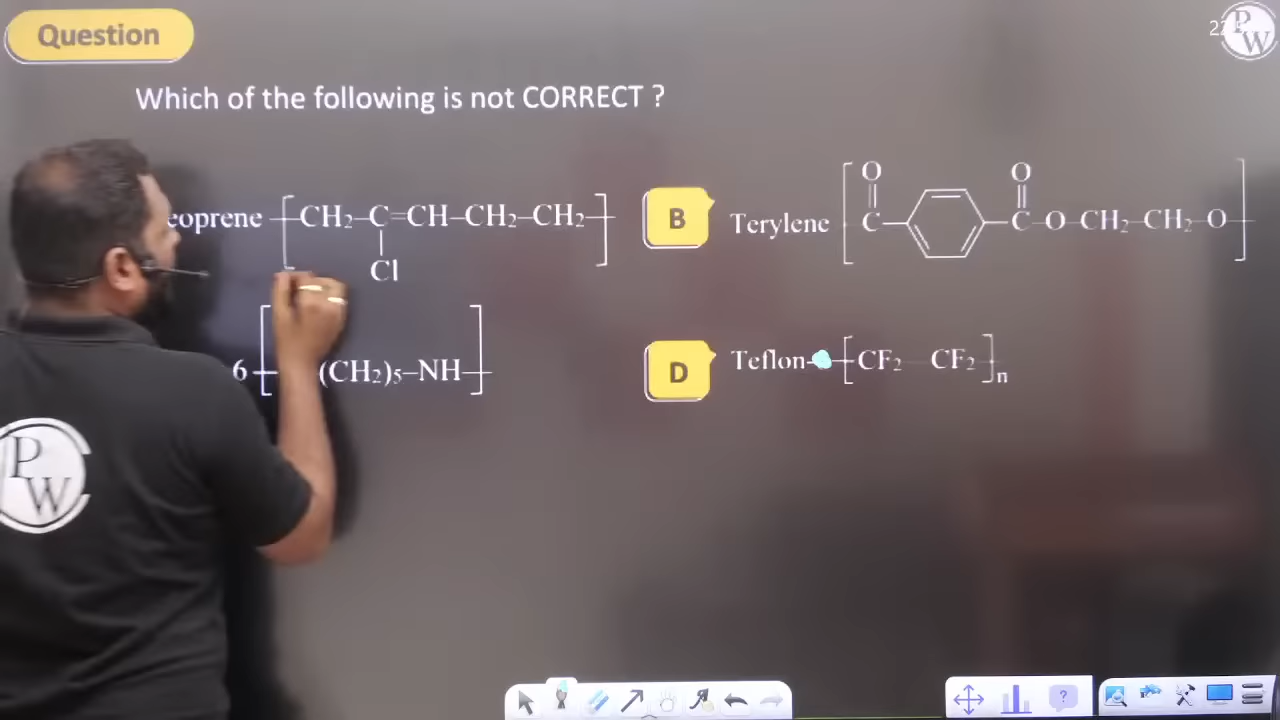 Question
Which of the following is not CORRECT ?
eoprene [CH2–C=CH–CH2–CH2]
Cl
B
Terylene [C–C–O–CH2–CH2–O]
O O
6 [(CH2)5–NH]
D
Teflon–[CF2 CF2]n
P W
P W
22